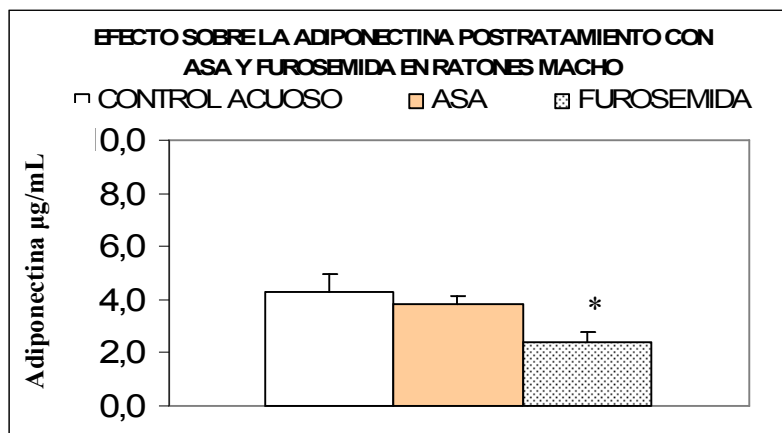 EFECTO SOBRE LA ADIPONECTINA POSTRATAMIENTO CON
ASA Y FUROSEMIDA EN RATONES MACHO
CONTROL ACUOSO ASA FUROSEMIDA
Adiponectina µg/mL
0,0
8,0
6,0
4,0
2,0
0,0
*